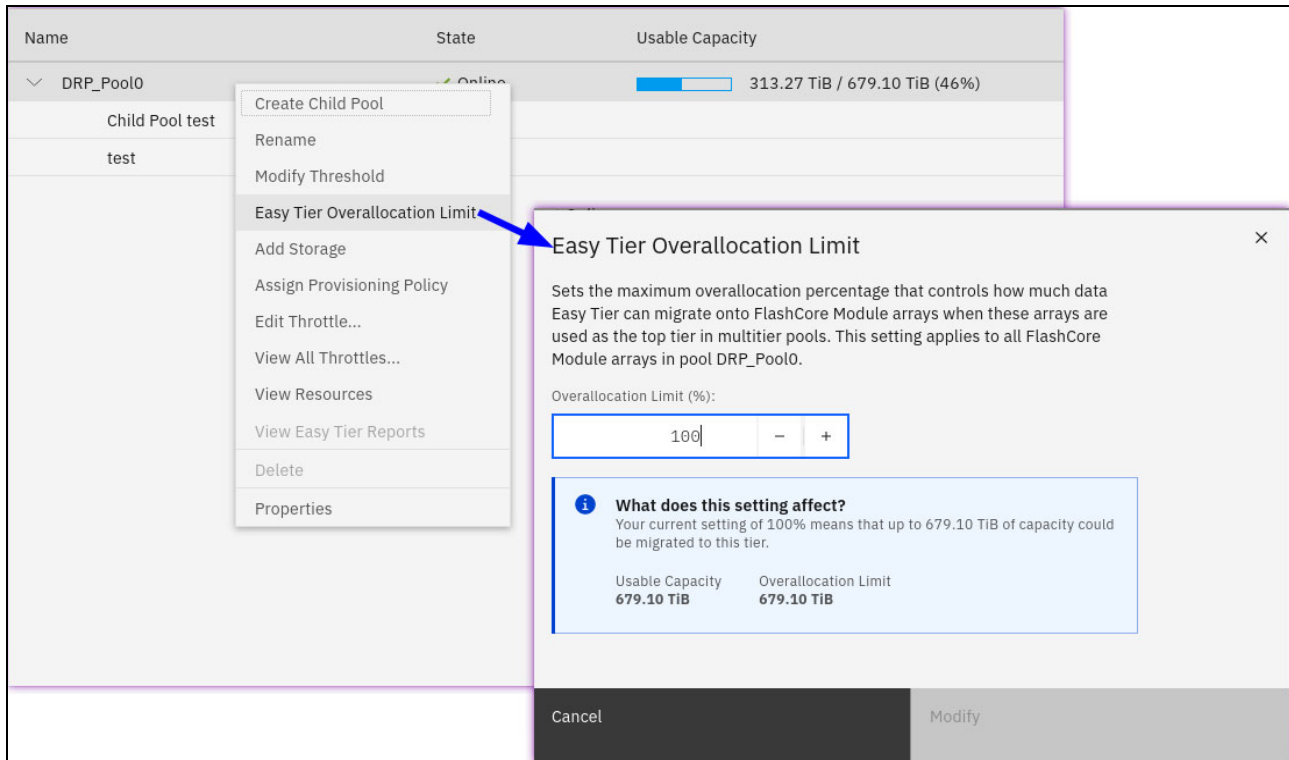 Name State Usable Capacity
DRP_Pool0 Online 313.27 TiB / 679.10 TiB (46%)
Child Pool test
test
Create Child Pool
Rename
Modify Threshold
Easy Tier Overallocation Limit
Add Storage
Assign Provisioning Policy
Edit Throttle...
View All Throttles...
View Resources
View Easy Tier Reports
Delete
Properties
Easy Tier Overallocation Limit
Sets the maximum overallocation percentage that controls how much data
Easy Tier can migrate onto FlashCore Module arrays when these arrays are
used as the top tier in multitier pools. This setting applies to all FlashCore
Module arrays in pool DRP_Pool0.
Overallocation Limit (%):
100 − +
What does this setting affect?
Your current setting of 100% means that up to 679.10 TiB of capacity could
be migrated to this tier.
Usable Capacity Overallocation Limit
679.10 TiB 679.10 TiB
Cancel Modify